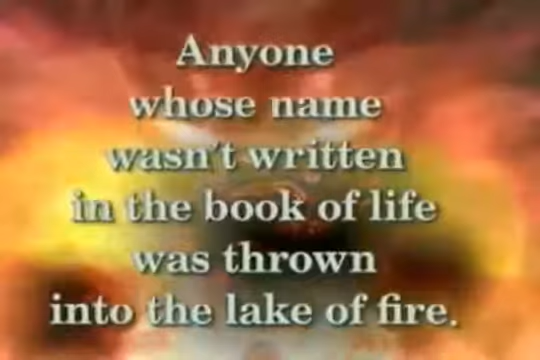 Anyone
whose name
wasn't written
in the book of life
was thrown
into the lake of fire.